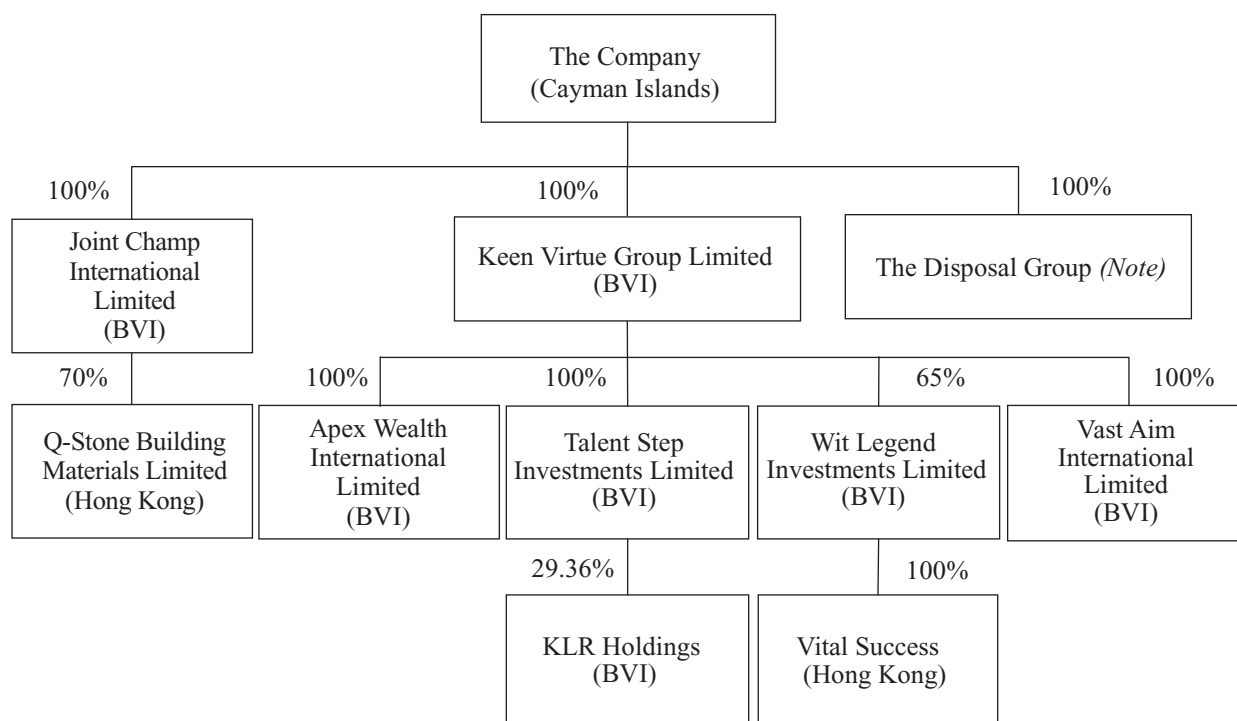 The Company
(Cayman Islands)
100%
100%
100%
Joint Champ
International
Limited
(BVI)
Keen Virtue Group Limited
(BVI)
The Disposal Group (Note)
70%
100%
100%
65%
100%
Q-Stone Building
Materials Limited
(Hong Kong)
Apex Wealth
International
Limited
(BVI)
Talent Step
Investments Limited
(BVI)
Wit Legend
Investments Limited
(BVI)
Vast Aim
International
Limited
(BVI)
29.36%
100%
KLR Holdings
(BVI)
Vital Success
(Hong Kong)